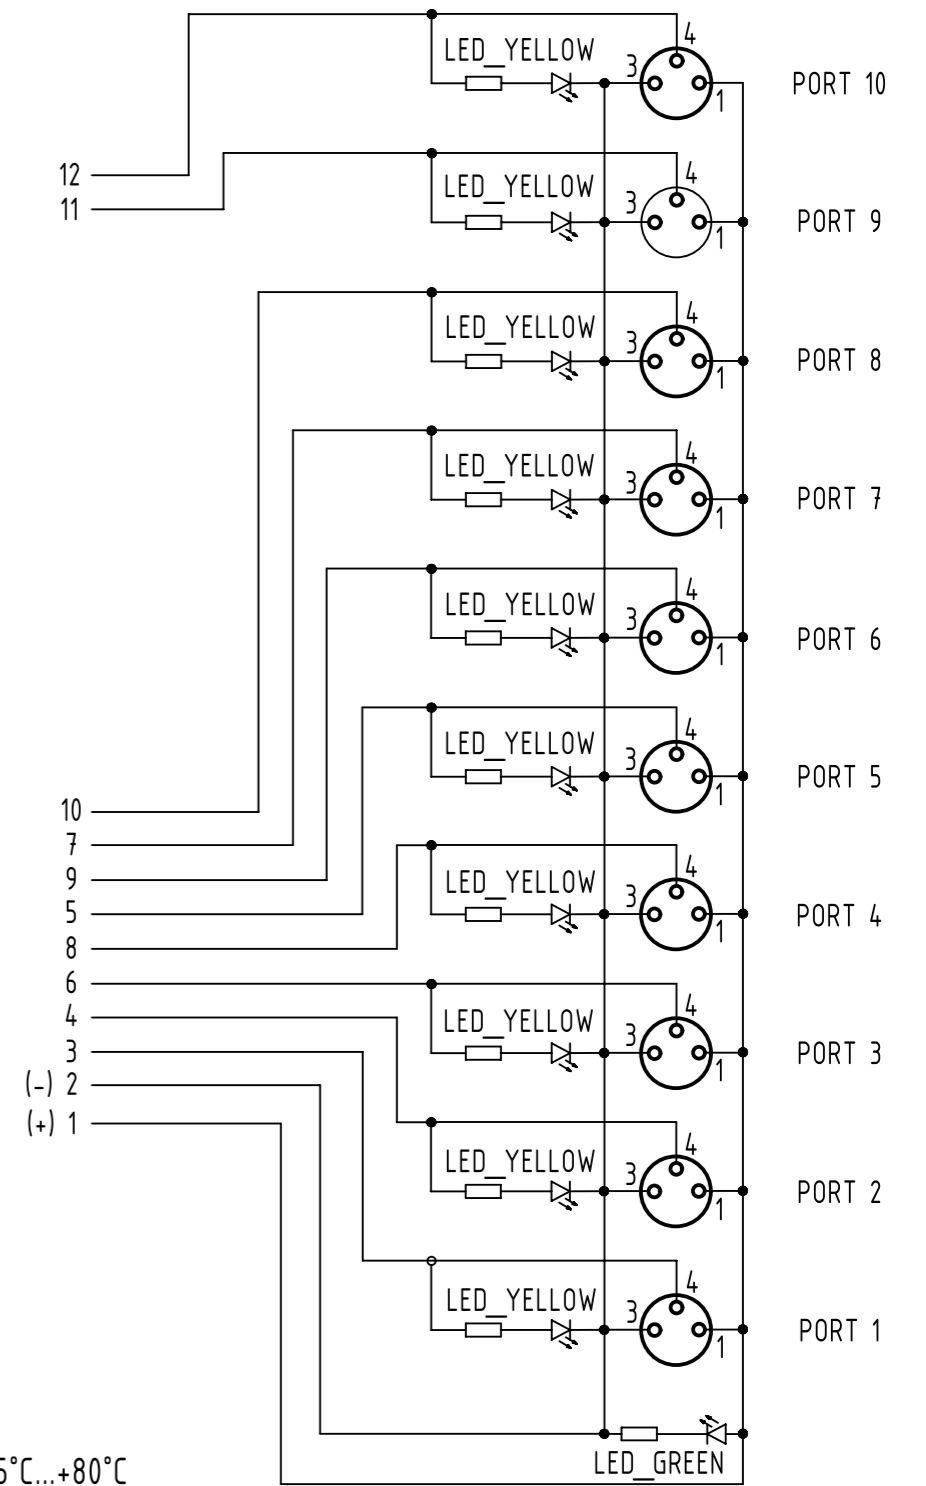 4
LED_YELLOW
3
1
PORT 10
12
11
4
LED_YELLOW
3
1
PORT 9
4
LED_YELLOW
3
1
PORT 8
4
LED_YELLOW
3
1
PORT 7
4
LED_YELLOW
3
1
PORT 6
4
LED_YELLOW
3
1
PORT 5
10
7
9
5
8
4
LED_YELLOW
3
1
PORT 4
6
4
3
(-) 2
(+) 1
4
LED_YELLOW
3
1
PORT 3
4
LED_YELLOW
3
1
PORT 2
4
LED_YELLOW
3
1
PORT 1
LED_GREEN
5°C...+80°C